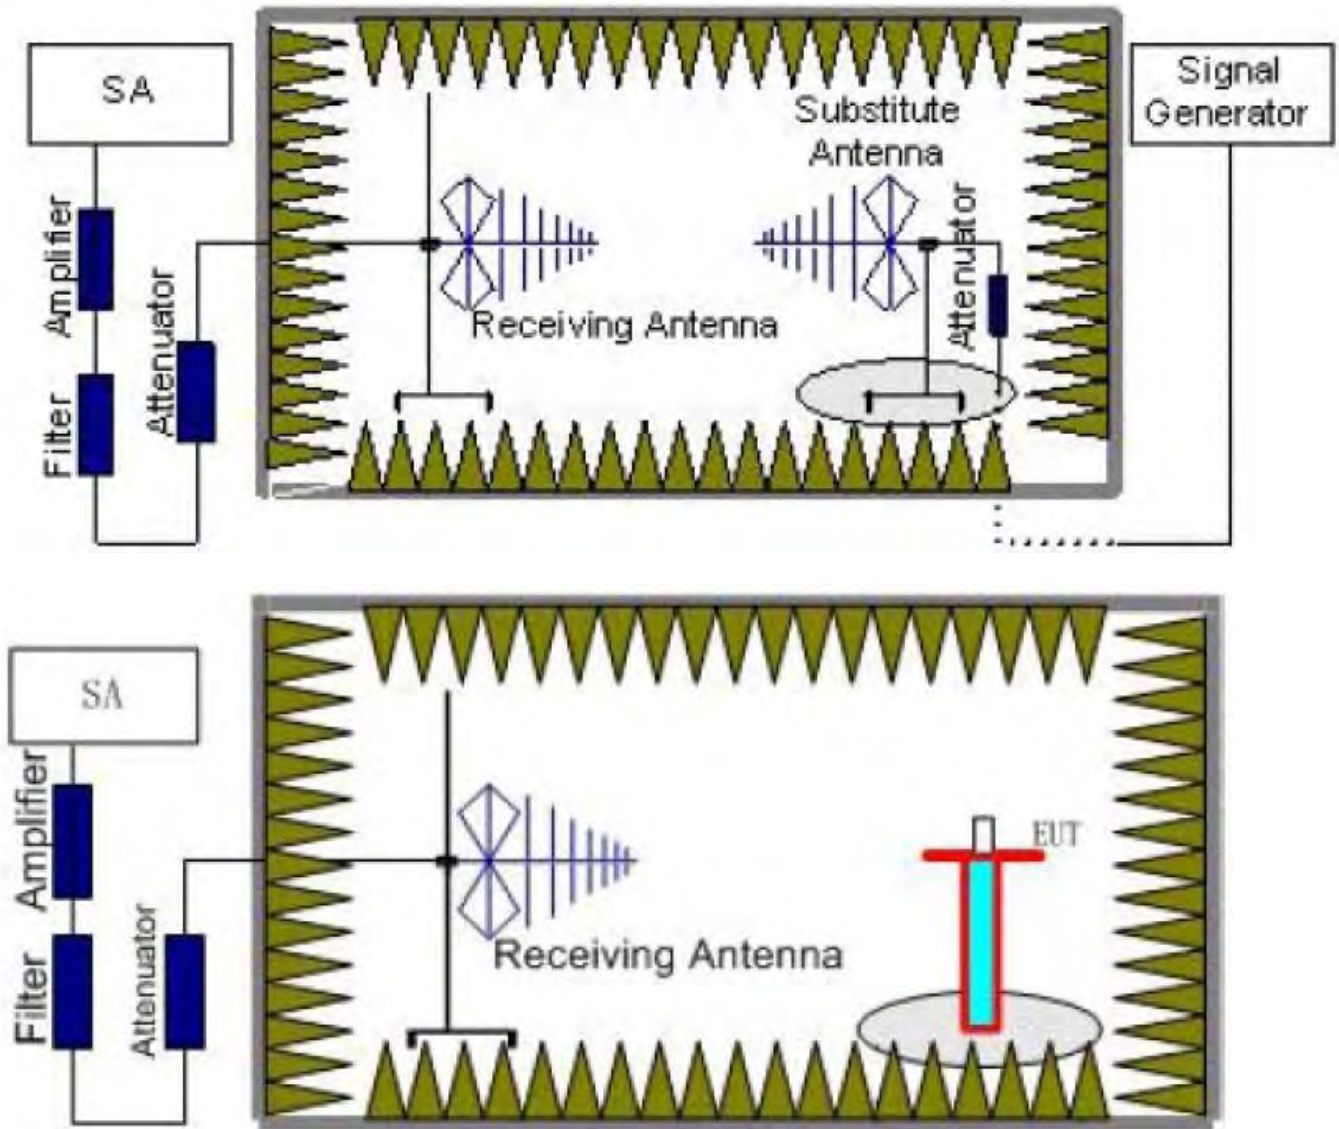 SA
Signal
Generator
Substitute
Antenna
Amplifier
Attenuator
Attenuator
Receiving Antenna
Filter
SA
Amplifier
EUT
Attenuator
Receiving Antenna
Filter